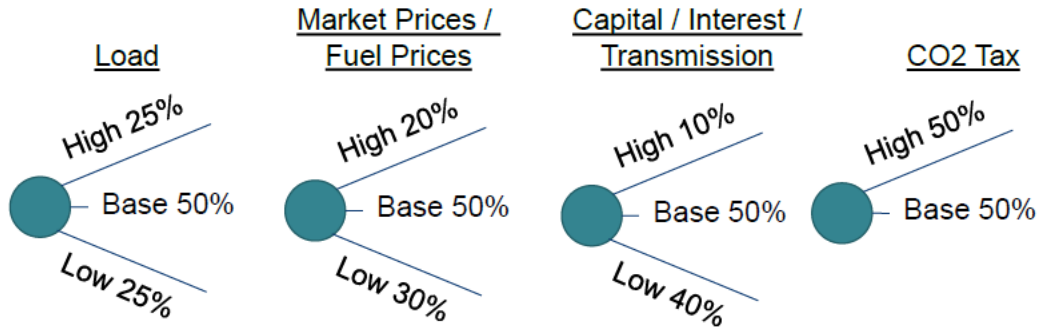 Load
High 25%
Base 50%
Low 25%
Market Prices /
Fuel Prices
High 20%
Base 50%
Low 30%
Capital / Interest /
Transmission
High 10%
Base 50%
Low 40%
CO2 Tax
High 50%
Base 50%